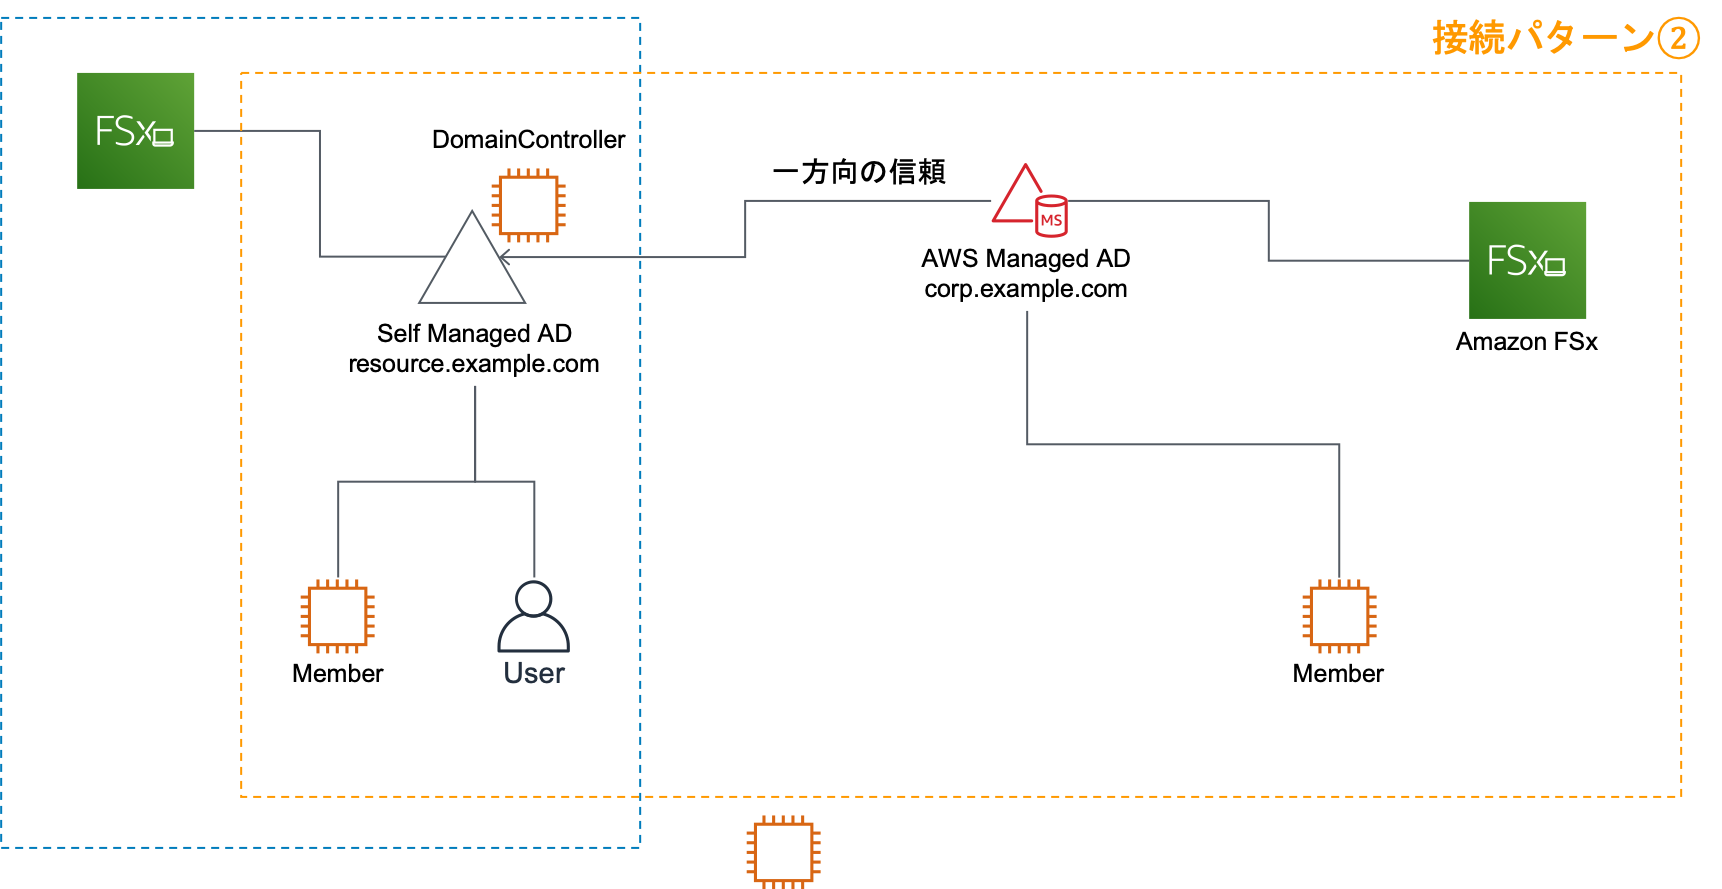 接続パターン②
FSx
DomainController
一方向の信頼
MS
AWS Managed AD
corp.example.com
FSx
Amazon FSx
Self Managed AD
resource.example.com
Member
User
Member